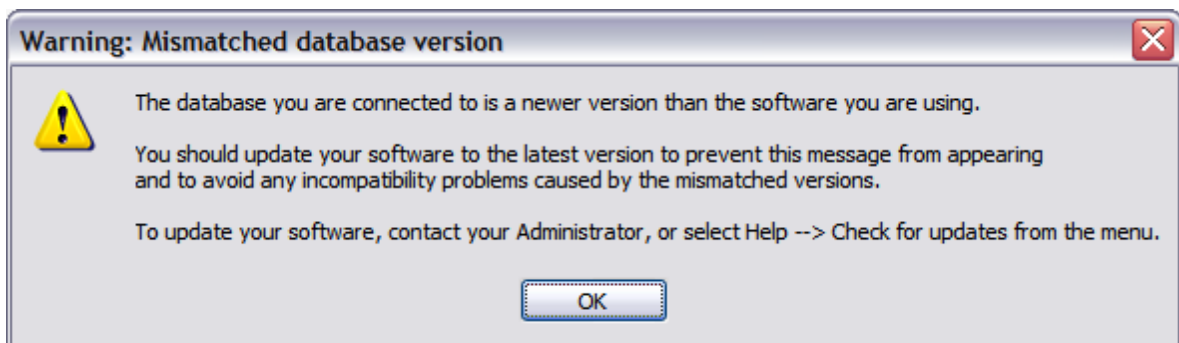 Warning: Mismatched database version
The database you are connected to is a newer version than the software you are using.
You should update your software to the latest version to prevent this message from appearing
and to avoid any incompatibility problems caused by the mismatched versions.
To update your software, contact your Administrator, or select Help --> Check for updates from the menu.
OK